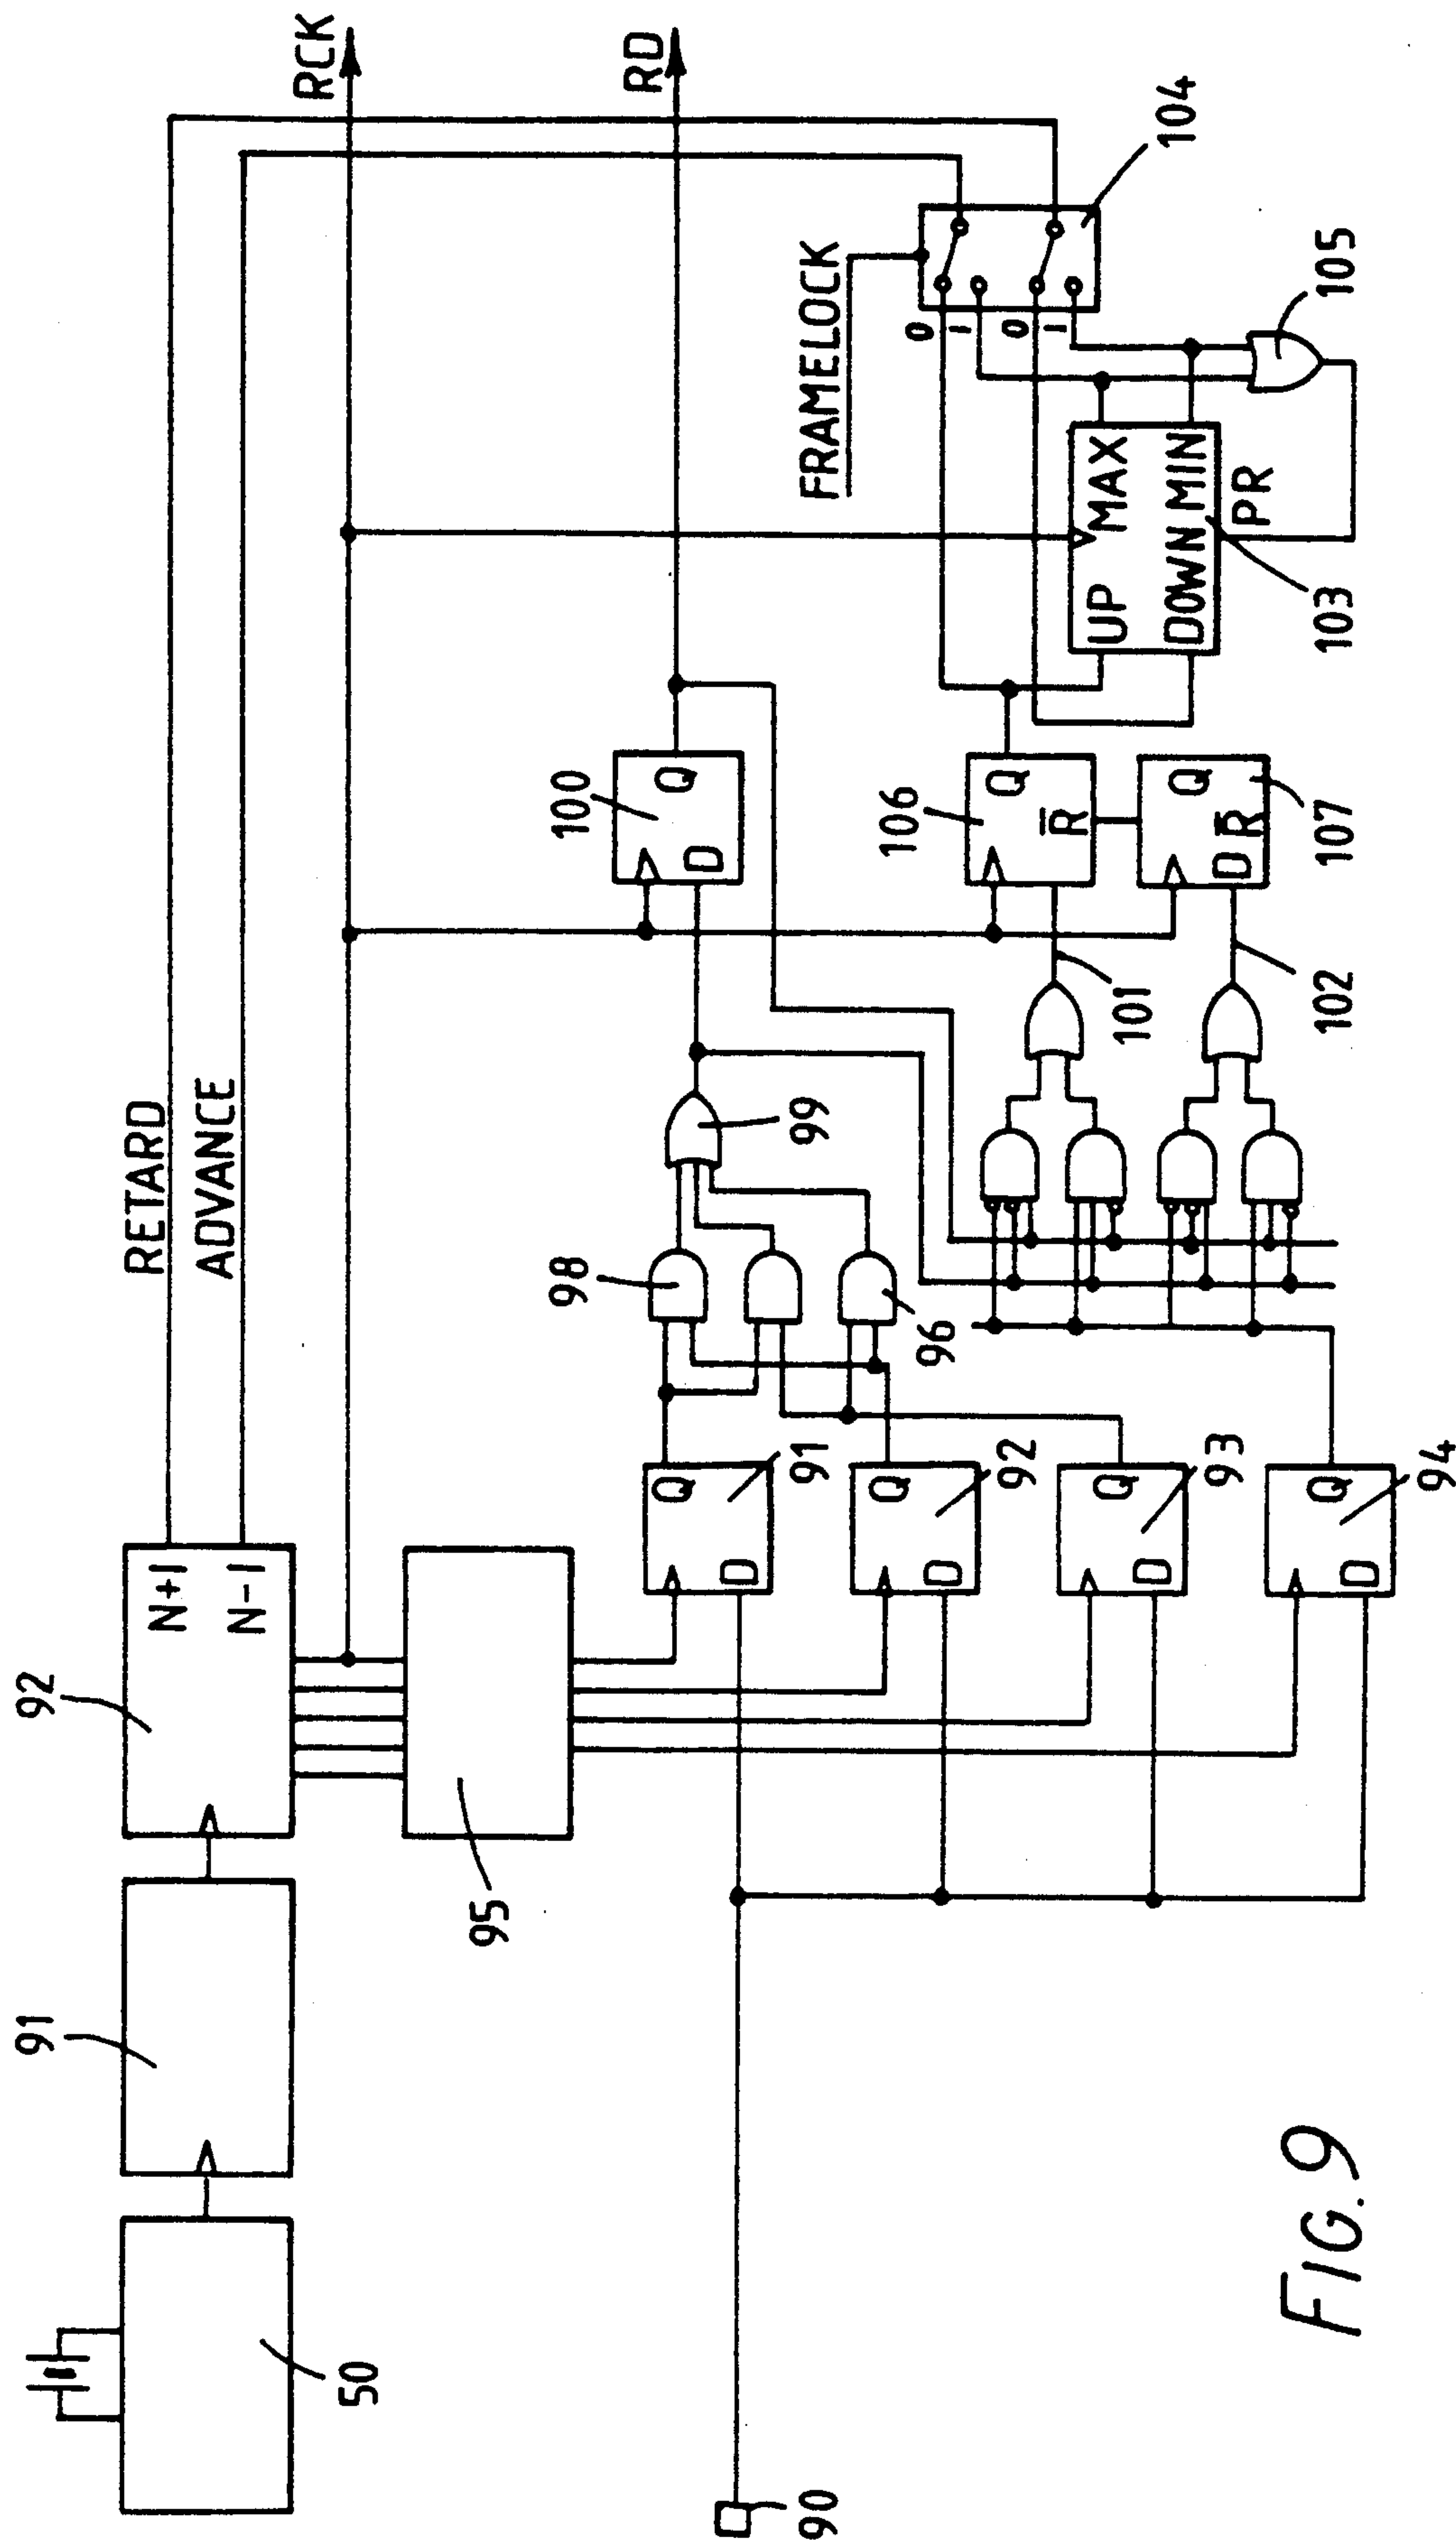 RCK
RD
RETARD
ADVANCE
92
N+1
N-1
91
50
95
90
Q
D
91
Q
D
92
Q
D
93
Q
D
94
98
96
99
100
Q
D
101
102
106
Q
R̅
Q
D R̅
107
FRAMELOCK
0
1
0
1
104
UP MAX
DOWN MIN
PR
103
105
FIG. 9